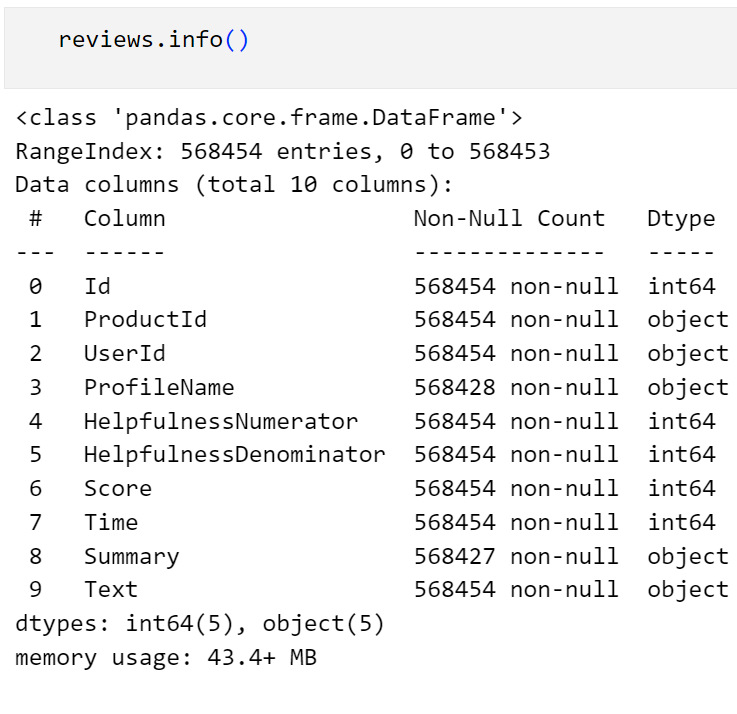 reviews.info()
<class 'pandas.core.frame.DataFrame'>
RangeIndex: 568454 entries, 0 to 568453
Data columns (total 10 columns):
 #   Column                  Non-Null Count   Dtype
---  ------                  --------------   -----
 0   Id                      568454 non-null  int64
 1   ProductId               568454 non-null  object
 2   UserId                  568454 non-null  object
 3   ProfileName             568428 non-null  object
 4   HelpfulnessNumerator    568454 non-null  int64
 5   HelpfulnessDenominator  568454 non-null  int64
 6   Score                   568454 non-null  int64
 7   Time                    568454 non-null  int64
 8   Summary                 568427 non-null  object
 9   Text                    568454 non-null  object
dtypes: int64(5), object(5)
memory usage: 43.4+ MB